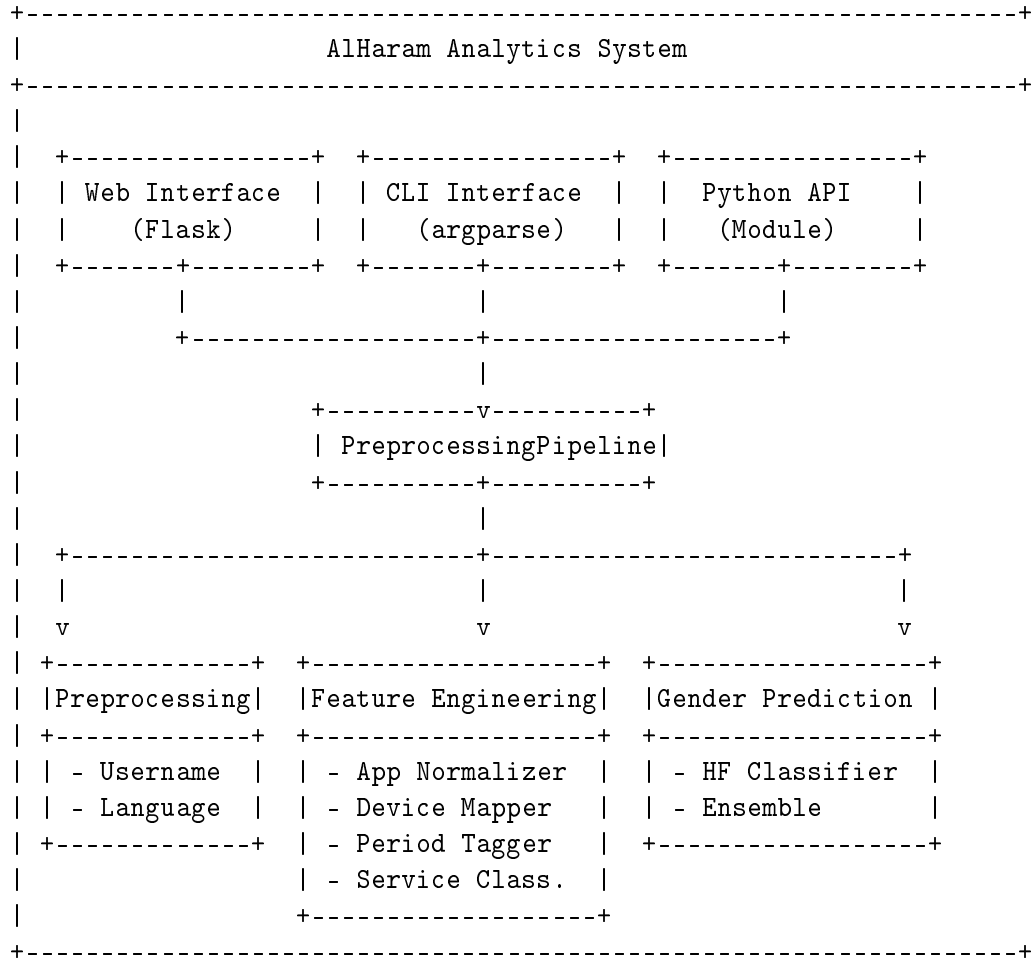 AlHaram Analytics System
Web Interface CLI Interface Python API
(Flask) (argparse) (Module)
PreprocessingPipeline
v v v
Preprocessing Feature Engineering Gender Prediction
- Username - App Normalizer - HF Classifier
- Language - Device Mapper - Ensemble
- Period Tagger
- Service Class.